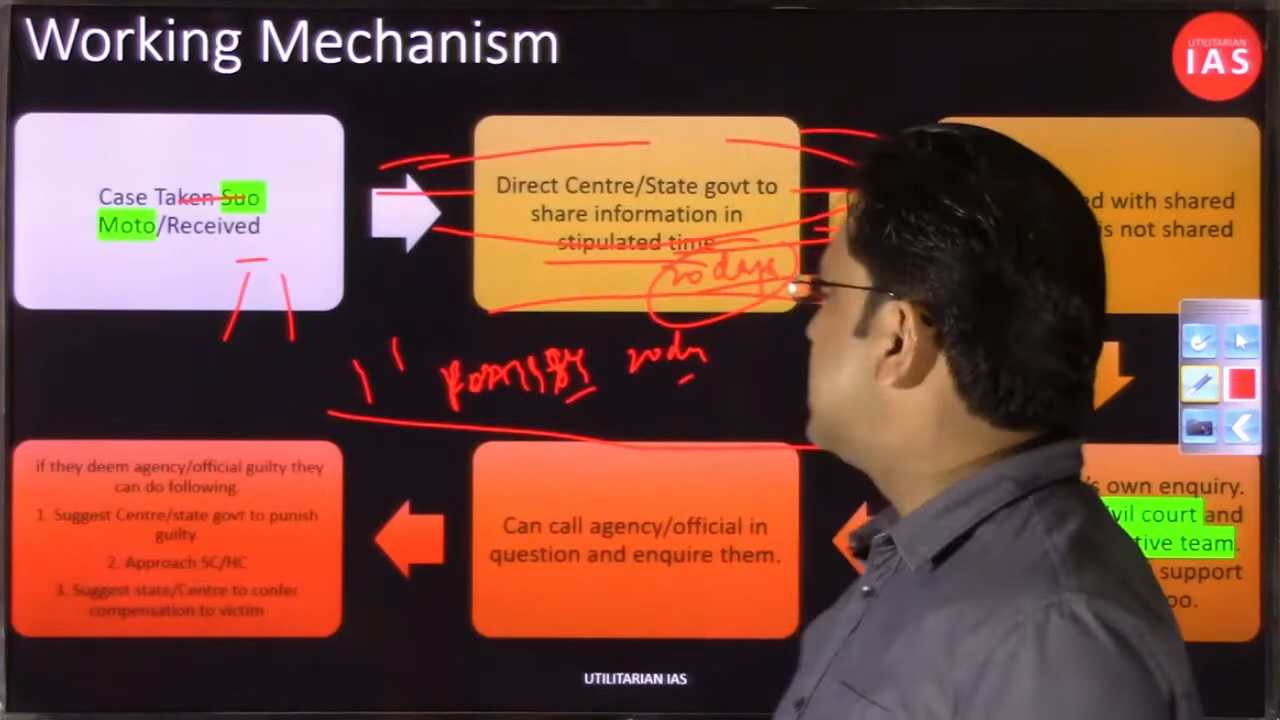 Working Mechanism
UTILITARIAN
IAS
Case Taken Suo
Moto/Received
Direct Centre/State govt to
share information in
stipulated time
20 days
ed with shared
is not shared
If they deem agency/official guilty they
can do following.
1. Suggest Centre/state govt to punish
guilty.
2. Approach SC/HC
3. Suggest state/Centre to confer
compensation to victim
Can call agency/official in
question and enquire them.
's own enquiry.
vil court and
tive team.
support
oo.
UTILITARIAN IAS